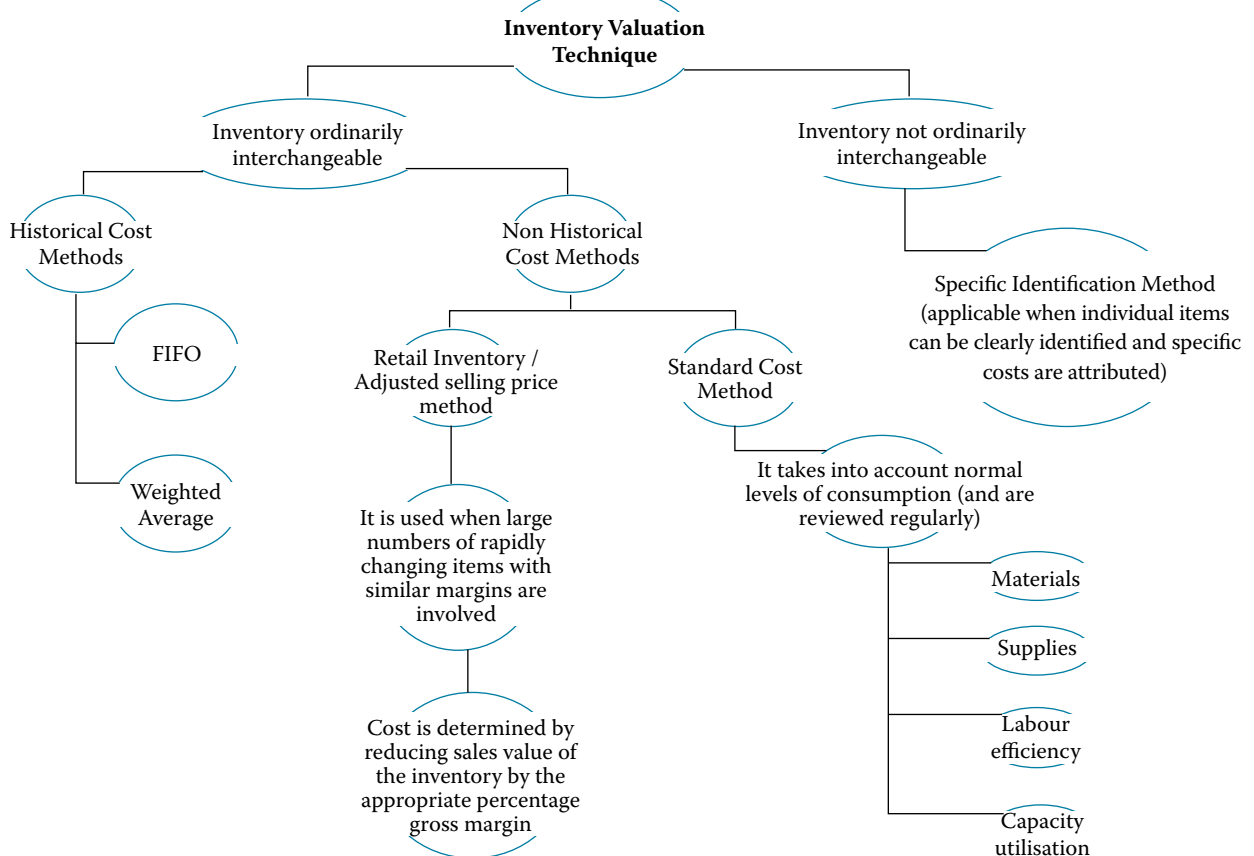 Inventory Valuation
Technique
Inventory ordinarily
interchangeable
Inventory not ordinarily
interchangeable
Historical Cost
Methods
Non Historical
Cost Methods
Specific Identification Method
(applicable when individual items
can be clearly identified and specific
costs are attributed)
FIFO
Weighted
Average
Retail Inventory /
Adjusted selling price
method
Standard Cost
Method
It is used when large
numbers of rapidly
changing items with
similar margins are
involved
Cost is determined by
reducing sales value of
the inventory by the
appropriate percentage
gross margin
It takes into account normal
levels of consumption (and are
reviewed regularly)
Materials
Supplies
Labour
efficiency
Capacity
utilisation